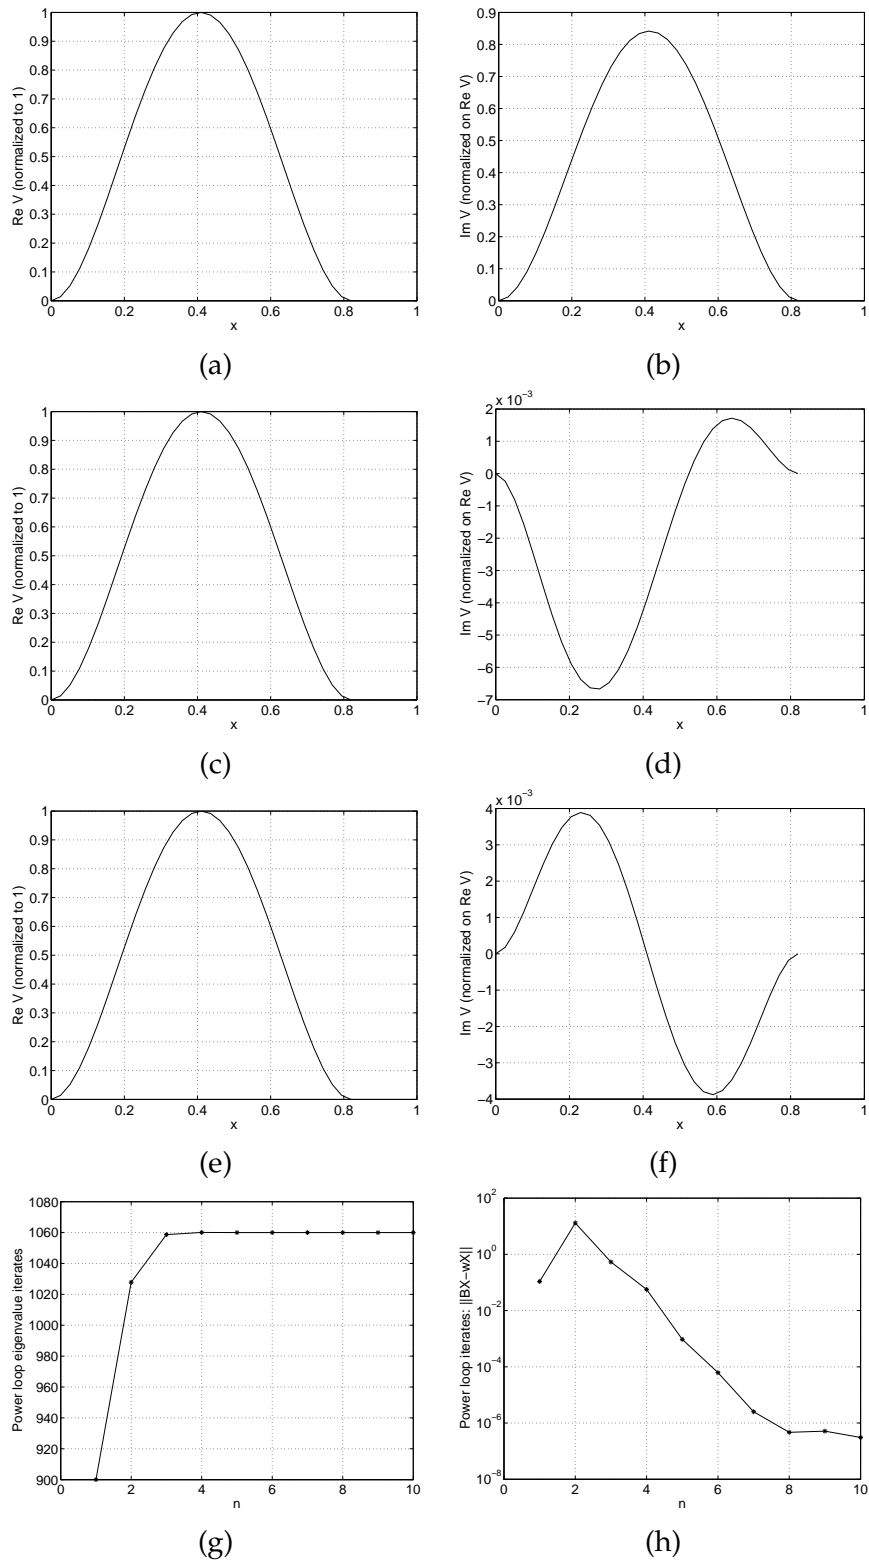 1
0.9
0.8
0.7
0.6
0.5
0.4
0.3
0.2
0.1
0
0 0.2 0.4 0.6 0.8 1
x
Re V (normalized to 1)
(a)
0.9
0.8
0.7
0.6
0.5
0.4
0.3
0.2
0.1
0
0 0.2 0.4 0.6 0.8 1
x
Im V (normalized on Re V)
(b)
1
0.9
0.8
0.7
0.6
0.5
0.4
0.3
0.2
0.1
0
0 0.2 0.4 0.6 0.8 1
x
Re V (normalized to 1)
(c)
x 10⁻³
2
1
0
−1
−2
−3
−4
−5
−6
−7
0 0.2 0.4 0.6 0.8 1
x
Im V (normalized on Re V)
(d)
1
0.9
0.8
0.7
0.6
0.5
0.4
0.3
0.2
0.1
0
0 0.2 0.4 0.6 0.8 1
x
Re V (normalized to 1)
(e)
x 10⁻³
4
3
2
1
0
−1
−2
−3
−4
0 0.2 0.4 0.6 0.8 1
x
Im V (normalized on Re V)
(f)
1080
1060
1040
1020
1000
980
960
940
920
900
0 2 4 6 8 10
n
Power loop eigenvalue iterates
(g)
10²
10⁰
10⁻²
10⁻⁴
10⁻⁶
10⁻⁸
0 2 4 6 8 10
n
Power loop iterates: ||BX−wX||
(h)